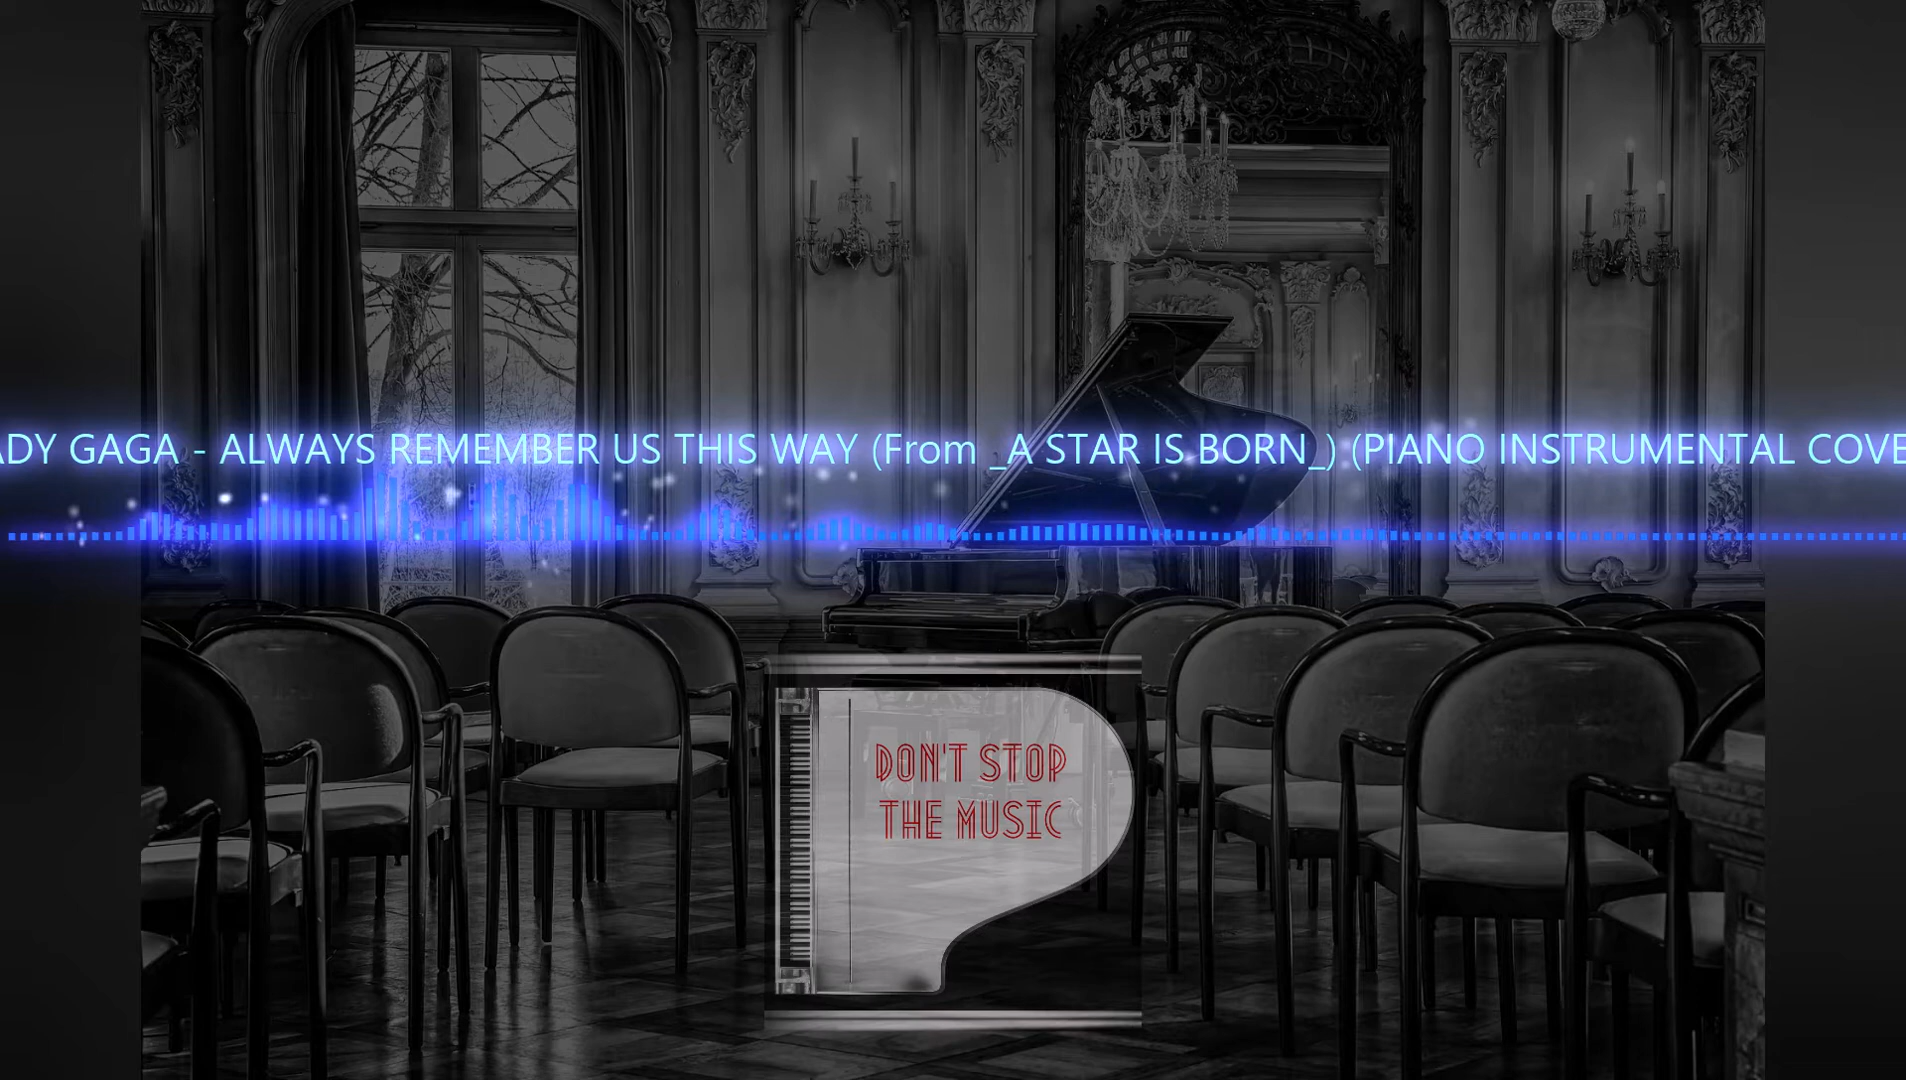 ADY GAGA - ALWAYS REMEMBER US THIS WAY (From _A STAR IS BORN_) (PIANO INSTRUMENTAL COVE
DON'T STOP
THE MUSIC